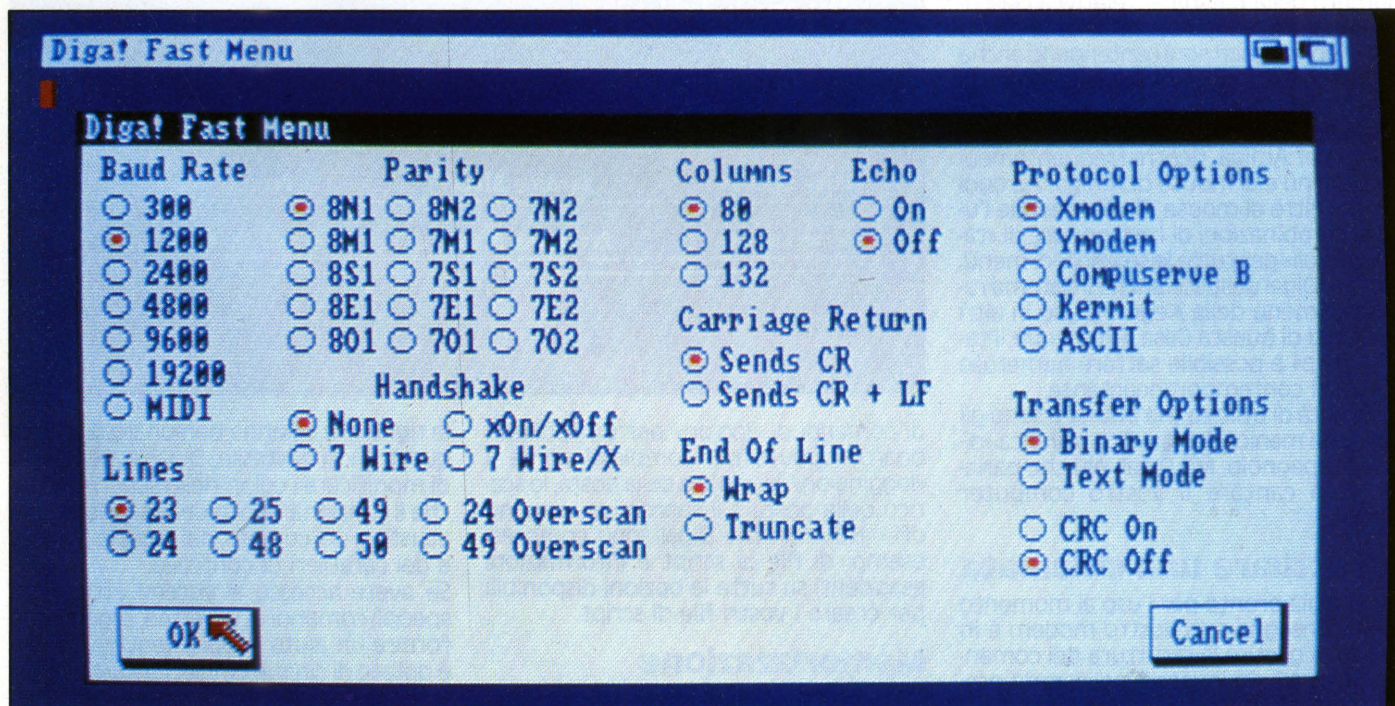 Diga! Fast Menu
Diga! Fast Menu
Baud Rate
300
1200
2400
4800
9600
19200
MIDI
Parity
8N1 8N2 7N2
8M1 7M1 7M2
8S1 7S1 7S2
8E1 7E1 7E2
8O1 7O1 7O2
Handshake
None xOn/xOff
7 Wire 7 Wire/X
Lines
23 25 49 24 Overscan
24 48 50 49 Overscan
Columns
80
128
132
Echo
On
Off
Carriage Return
Sends CR
Sends CR + LF
End Of Line
Wrap
Truncate
Protocol Options
Xmodem
Ymodem
Compuserve B
Kermit
ASCII
Transfer Options
Binary Mode
Text Mode
CRC On
CRC Off
OK
Cancel